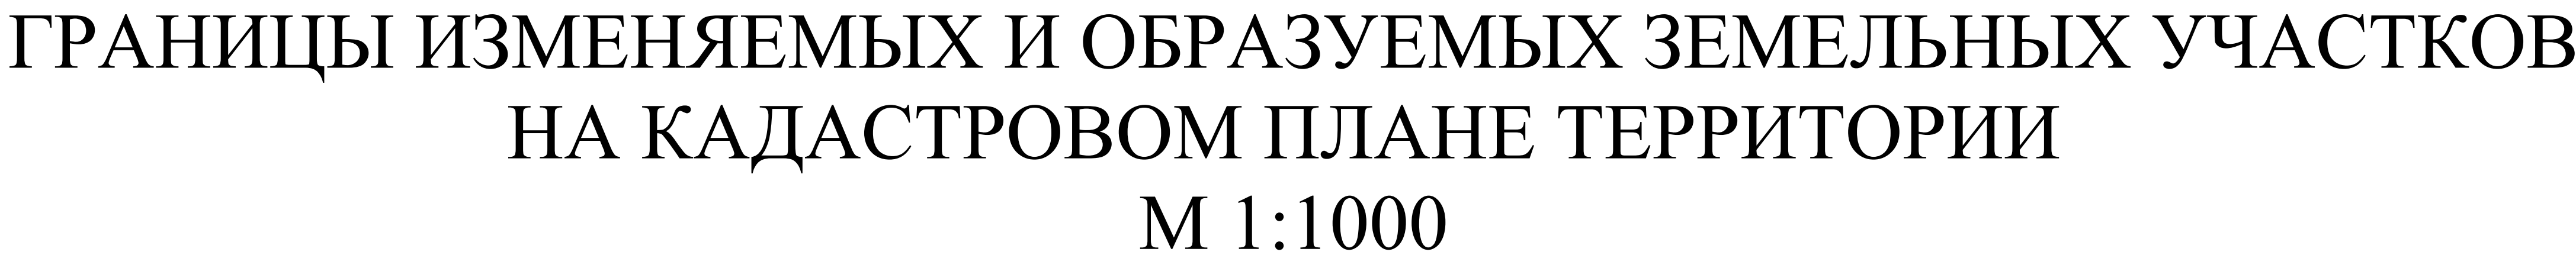 ГРАНИЦЫ ИЗМЕНЯЕМЫХ И ОБРАЗУЕМЫХ ЗЕМЕЛЬНЫХ УЧАСТКОВ
НА КАДАСТРОВОМ ПЛАНЕ ТЕРРИТОРИИ
М 1:1000